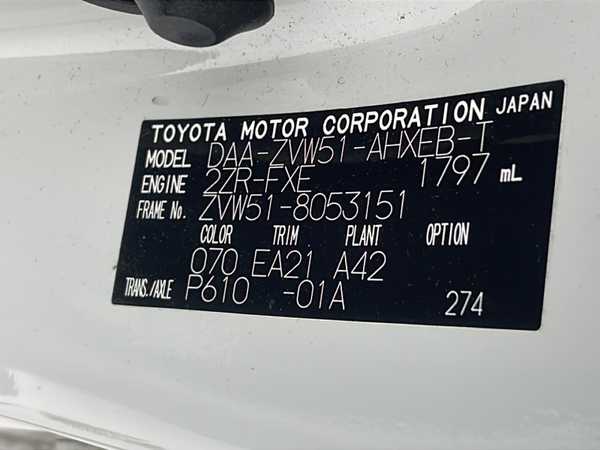 TOYOTA MOTOR CORPORATION JAPAN
MODEL DAA-ZVW51-AHXEB-T
ENGINE 2ZR-FXE 1797 mL
FRAME No. ZVW51-8053151
COLOR TRIM PLANT OPTION
070 EA21 A42
TRANS./AXLE P610 -01A 274